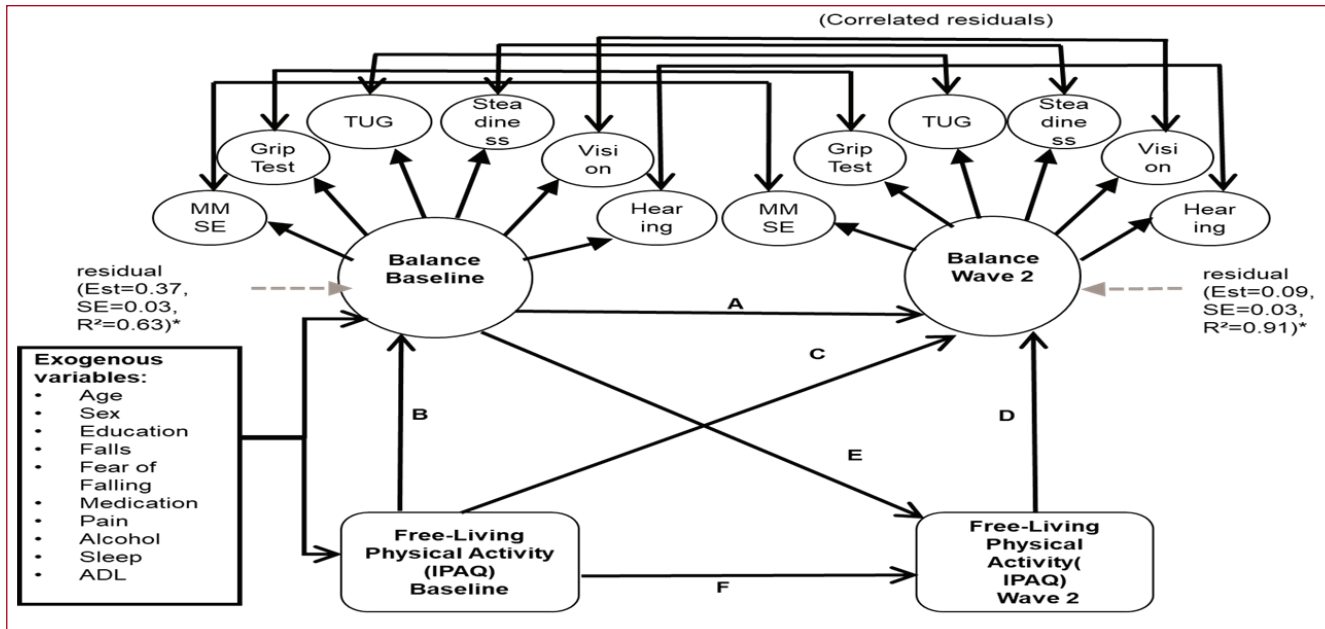 (Correlated residuals)
TUG
Stea
dine
ss
Grip
Test
Visi
on
MM
SE
Hear
ing
TUG
Stea
dine
ss
Grip
Test
Visi
on
MM
SE
Hear
ing
Balance
Baseline
Balance
Wave 2
residual
(Est=0.37,
SE=0.03,
R²=0.63)*
residual
(Est=0.09,
SE=0.03,
R²=0.91)*
A
C
B
D
E
F
Exogenous
variables:
• Age
• Sex
• Education
• Falls
• Fear of
Falling
• Medication
• Pain
• Alcohol
• Sleep
• ADL
Free-Living
Physical Activity
(IPAQ)
Baseline
Free-Living
Physical
Activity(
IPAQ)
Wave 2